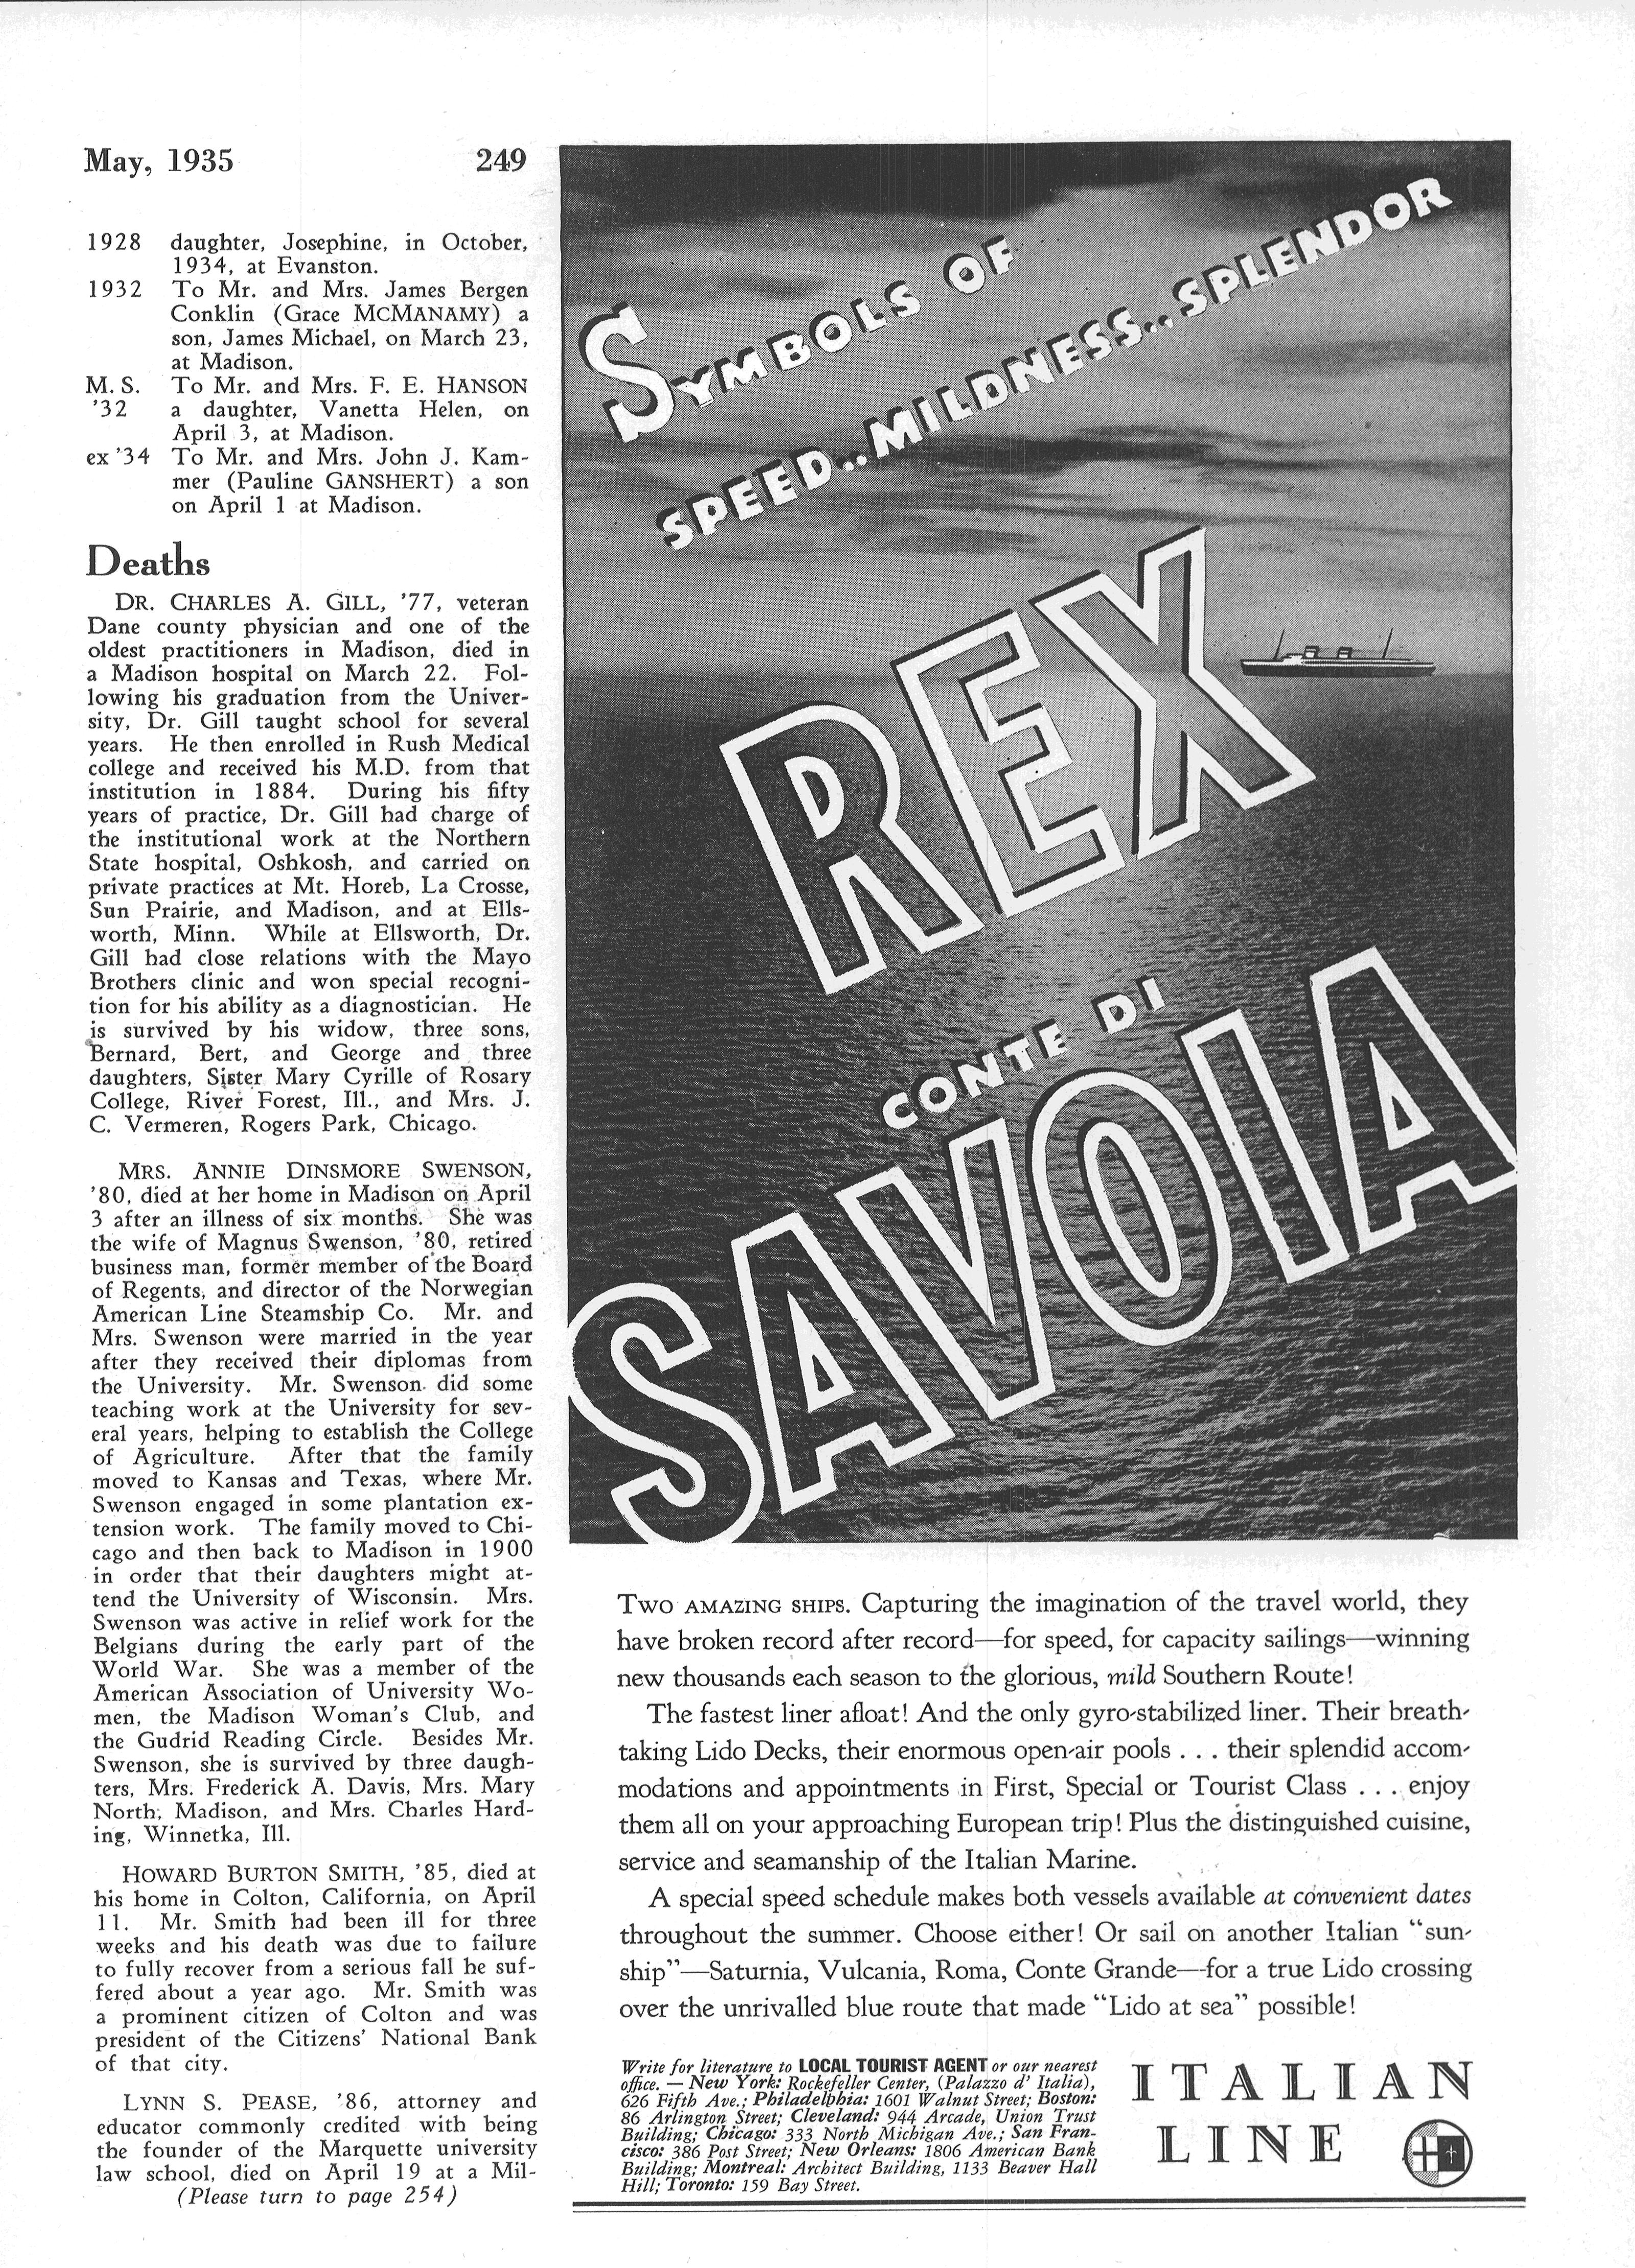 May, 1935 249
1928 daughter, Josephine, in October,
1934, at Evanston.
1932 To Mr. and Mrs. James Bergen
Conklin (Grace MCMANAMY) a
son, James Michael, on March 23,
at Madison.
M. S. To Mr. and Mrs. F. E. HANSON
'32 a daughter, Vanetta Helen, on
April 3, at Madison.
ex '34 To Mr. and Mrs. John J. Kam-
mer (Pauline GANSHERT) a son
on April 1 at Madison.
Deaths
DR. CHARLES A. GILL, '77, veteran
Dane county physician and one of the
oldest practitioners in Madison, died in
a Madison hospital on March 22. Fol-
lowing his graduation from the Univer-
sity, Dr. Gill taught school for several
years. He then enrolled in Rush Medical
college and received his M.D. from that
institution in 1884. During his fifty
years of practice, Dr. Gill had charge of
the institutional work at the Northern
State hospital, Oshkosh, and carried on
private practices at Mt. Horeb, La Crosse,
Sun Prairie, and Madison, and at Ells-
worth, Minn. While at Ellsworth, Dr.
Gill had close relations with the Mayo
Brothers clinic and won special recogni-
tion for his ability as a diagnostician. He
is survived by his widow, three sons,
Bernard, Bert, and George and three
daughters, Sister Mary Cyrille of Rosary
College, River Forest, Ill., and Mrs. J.
C. Vermeren, Rogers Park, Chicago.
MRS. ANNIE DINSMORE SWENSON,
'80, died at her home in Madison on April
3 after an illness of six months. She was
the wife of Magnus Swenson, '80, retired
business man, former member of the Board
of Regents, and director of the Norwegian
American Line Steamship Co. Mr. and
Mrs. Swenson were married in the year
after they received their diplomas from
the University. Mr. Swenson did some
teaching work at the University for sev-
eral years, helping to establish the College
of Agriculture. After that the family
moved to Kansas and Texas, where Mr.
Swenson engaged in some plantation ex-
tension work. The family moved to Chi-
cago and then back to Madison in 1900
in order that their daughters might at-
tend the University of Wisconsin. Mrs.
Swenson was active in relief work for the
Belgians during the early part of the
World War. She was a member of the
American Association of University Wo-
men, the Madison Woman's Club, and
the Gudrid Reading Circle. Besides Mr.
Swenson, she is survived by three daugh-
ters, Mrs. Frederick A. Davis, Mrs. Mary
North, Madison, and Mrs. Charles Hard-
ing, Winnetka, Ill.
HOWARD BURTON SMITH, '85, died at
his home in Colton, California, on April
11. Mr. Smith had been ill for three
weeks and his death was due to failure
to fully recover from a serious fall he suf-
fered about a year ago. Mr. Smith was
a prominent citizen of Colton and was
president of the Citizens' National Bank
of that city.
LYNN S. PEASE, '86, attorney and
educator commonly credited with being
the founder of the Marquette university
law school, died on April 19 at a Mil-
(Please turn to page 254)
SYMBOLS OF
SPEED..MILDNESS..SPLENDOR
REX
CONTE DI
SAVOIA
TWO AMAZING SHIPS. Capturing the imagination of the travel world, they
have broken record after record—for speed, for capacity sailings—winning
new thousands each season to the glorious, mild Southern Route!
The fastest liner afloat! And the only gyro-stabilized liner. Their breath-
taking Lido Decks, their enormous open-air pools . . . their splendid accom-
modations and appointments in First, Special or Tourist Class . . . enjoy
them all on your approaching European trip! Plus the distinguished cuisine,
service and seamanship of the Italian Marine.
A special speed schedule makes both vessels available at convenient dates
throughout the summer. Choose either! Or sail on another Italian "sun-
ship"—Saturnia, Vulcania, Roma, Conte Grande—for a true Lido crossing
over the unrivalled blue route that made "Lido at sea" possible!
Write for literature to LOCAL TOURIST AGENT or our nearest
office. — New York: Rockefeller Center, (Palazzo d' Italia),
626 Fifth Ave.; Philadelphia: 1601 Walnut Street; Boston:
86 Arlington Street; Cleveland: 944 Arcade, Union Trust
Building; Chicago: 333 North Michigan Ave.; San Fran-
cisco: 386 Post Street; New Orleans: 1806 American Bank
Building; Montreal: Architect Building, 1133 Beaver Hall
Hill; Toronto: 159 Bay Street.
ITALIAN
LINE